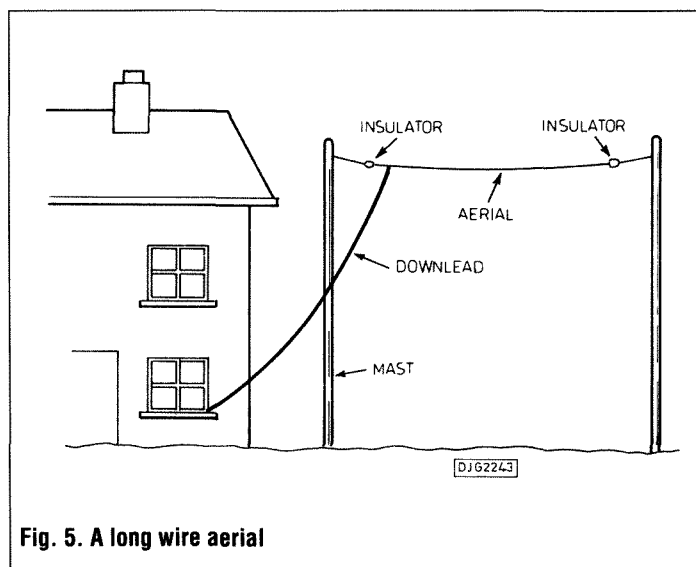 INSULATOR
INSULATOR
AERIAL
DOWNLEAD
MAST
DJG2243
Fig. 5. A long wire aerial